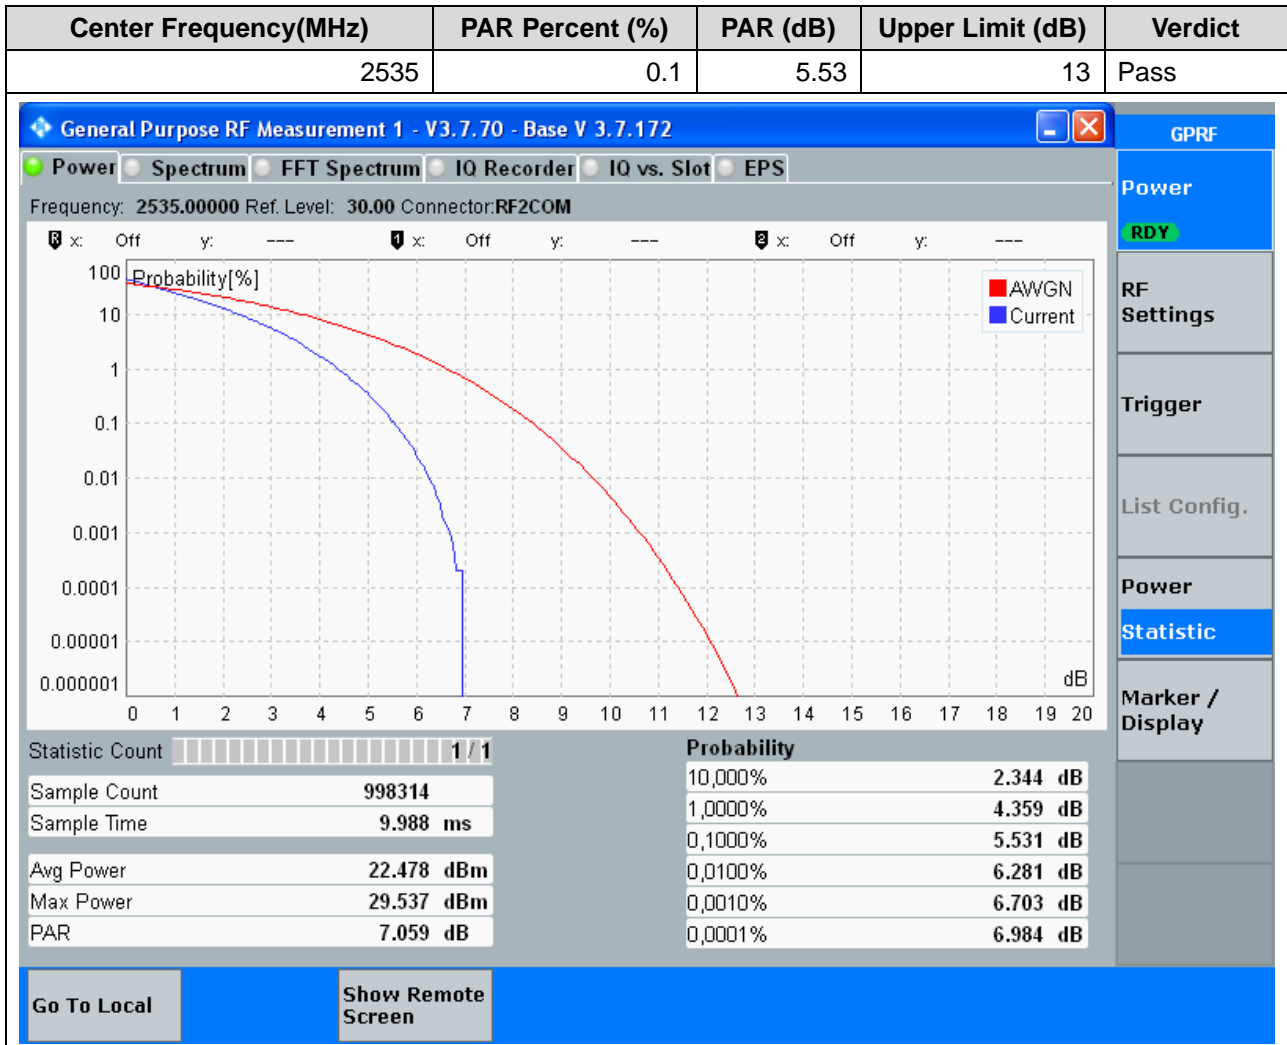 Center Frequency(MHz) PAR Percent (%) PAR (dB) Upper Limit (dB) Verdict
2535 0.1 5.53 13 Pass
General Purpose RF Measurement 1 - V3.7.70 - Base V 3.7.172
GPRF
Power Spectrum FFT Spectrum IQ Recorder IQ vs. Slot EPS
Power
RDY
Frequency: 2535.00000 Ref. Level: 30.00 Connector:RF2COM
R x: Off y: --- 1 x: Off y: --- 2 x: Off y: ---
Probability[%]
AWGN
Current
100
10
1
0.1
0.01
0.001
0.0001
0.00001
0.000001
dB
0 1 2 3 4 5 6 7 8 9 10 11 12 13 14 15 16 17 18 19 20
RF
Settings
Trigger
List Config.
Power
Statistic
Marker /
Display
Statistic Count 1 / 1
Sample Count 998314
Sample Time 9.988 ms
Avg Power 22.478 dBm
Max Power 29.537 dBm
PAR 7.059 dB
Probability
10,000% 2.344 dB
1,0000% 4.359 dB
0,1000% 5.531 dB
0,0100% 6.281 dB
0,0010% 6.703 dB
0,0001% 6.984 dB
Go To Local
Show Remote
Screen